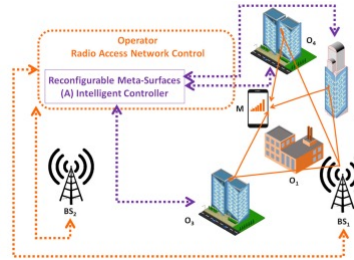 Operator
Radio Access Network Control
Reconfigurable Meta-Surfaces
(A) Intelligent Controller
O4
M
O1
BS2
O3
BS1